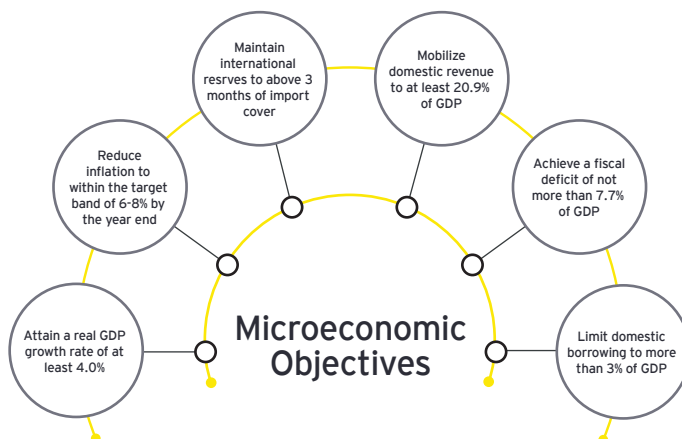 Maintain
international
resrves to above 3
months of import
cover
Mobilize
domestic revenue
to at least 20.9%
of GDP
Reduce
inflation to
within the target
band of 6-8% by
the year end
Achieve a fiscal
deficit of not
more than 7.7%
of GDP
Attain a real GDP
growth rate of at
least 4.0%
Microeconomic
Objectives
Limit domestic
borrowing to more
than 3% of GDP